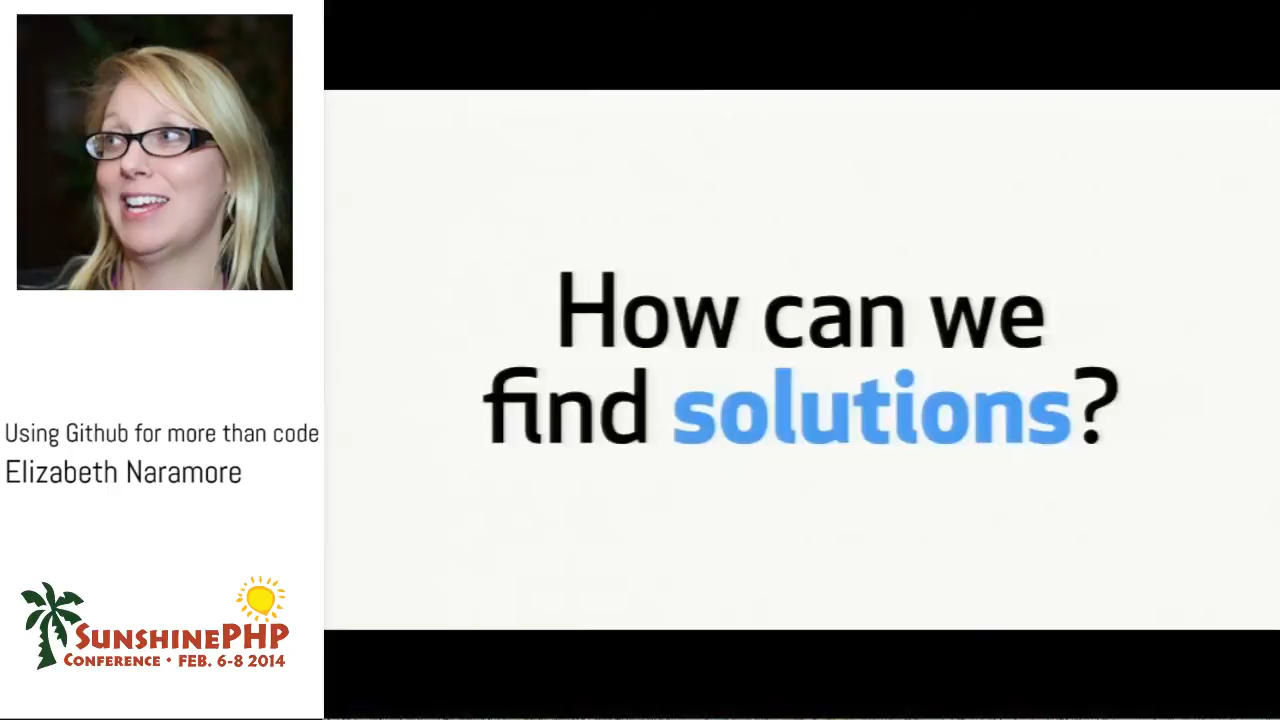 How can we
find solutions?
Using Github for more than code
Elizabeth Naramore
SUNSHINEPHP
CONFERENCE • FEB. 6-8 2014